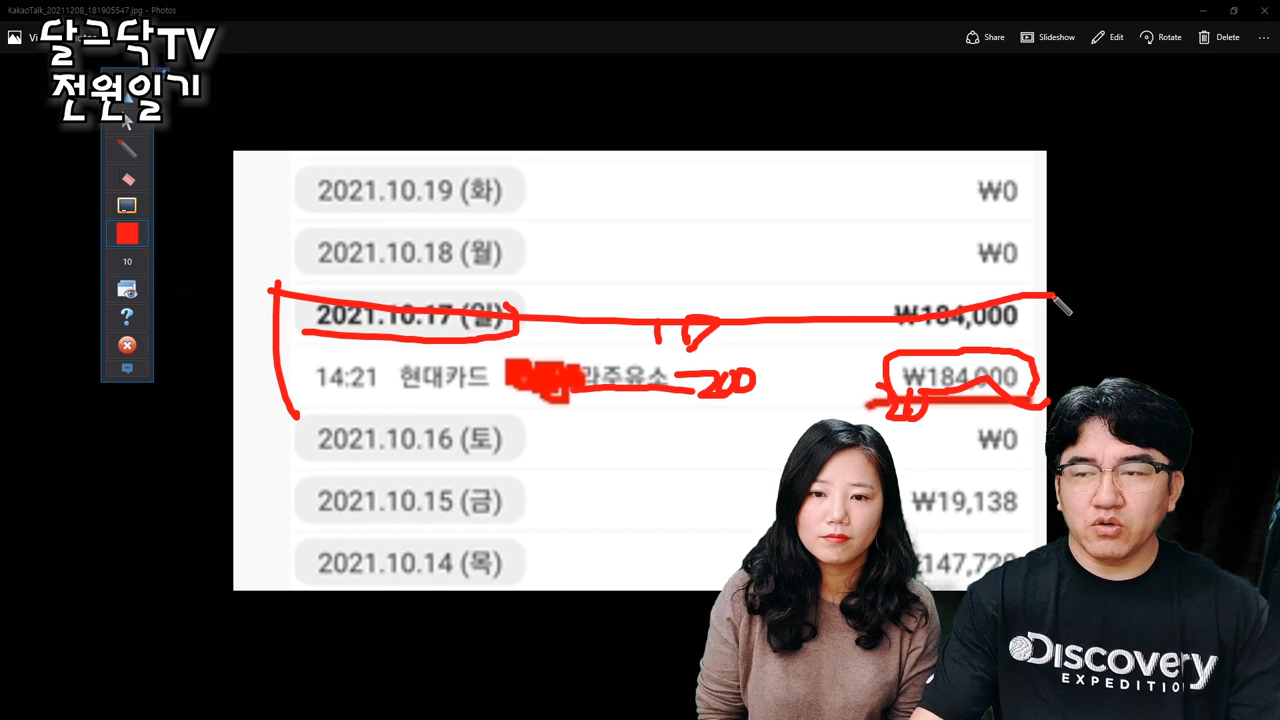 KakaoTalk_20211208_181905547.jpg - Photos
Share Slideshow Edit Rotate Delete
달그닥TV
전원일기
10
2021.10.19 (화) ₩0
2021.10.18 (월) ₩0
2021.10.17 (일) ₩184,000
14:21 현대카드 주유소 200 ₩184,000
2021.10.16 (토) ₩0
2021.10.15 (금) ₩19,138
2021.10.14 (목)
DISCOVERY
EXPEDITION